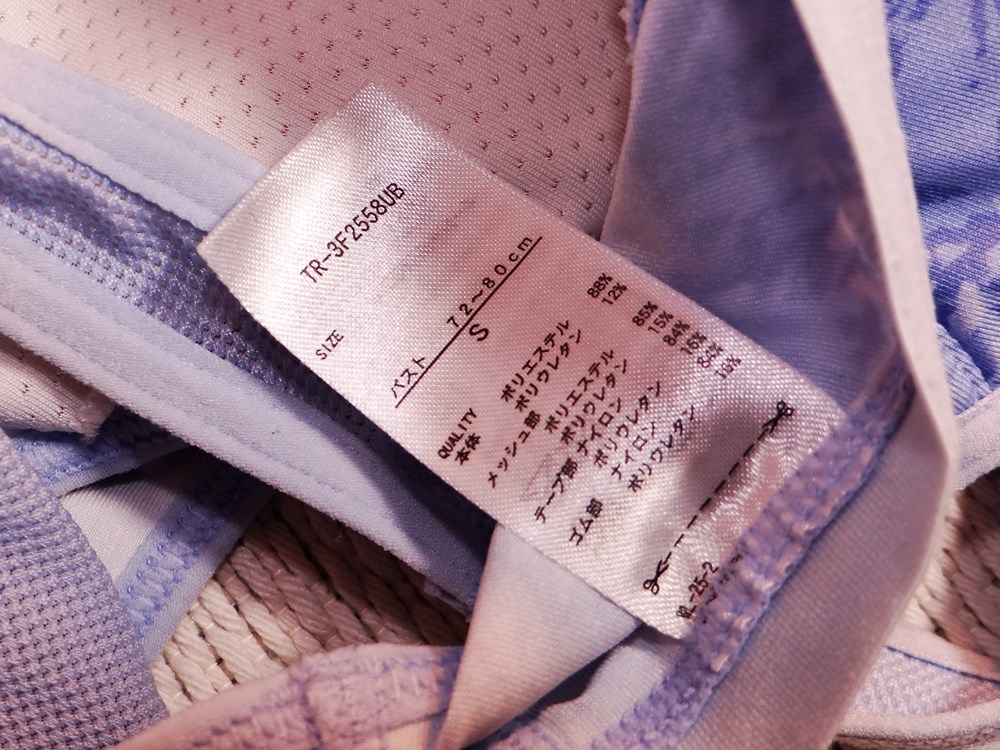 TR-3F2558UB
SIZE
バスト 72~80cm
S
QUALITY
本体 ポリエステル 88%
ポリウレタン 12%
メッシュ部 ポリエステル 85%
ポリウレタン 15%
テープ部 ナイロン 84%
ポリウレタン 16%
ゴム部 ナイロン
ポリウレタン